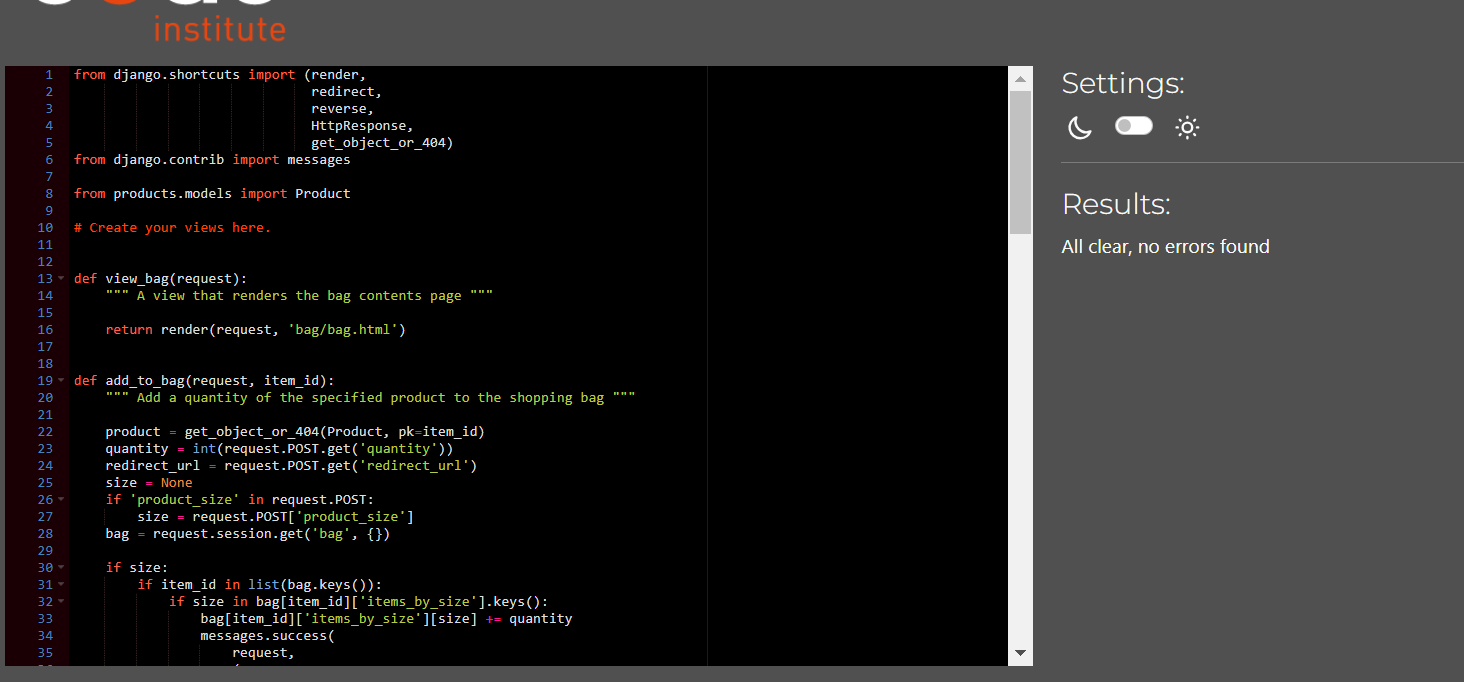 institute
1 from django.shortcuts import (render,
2 redirect,
3 reverse,
4 HttpResponse,
5 get_object_or_404)
6 from django.contrib import messages
7
8 from products.models import Product
9
10 # Create your views here.
11
12
13 def view_bag(request):
14 """ A view that renders the bag contents page """
15
16 return render(request, 'bag/bag.html')
17
18
19 def add_to_bag(request, item_id):
20 """ Add a quantity of the specified product to the shopping bag """
21
22 product = get_object_or_404(Product, pk=item_id)
23 quantity = int(request.POST.get('quantity'))
24 redirect_url = request.POST.get('redirect_url')
25 size = None
26 if 'product_size' in request.POST:
27 size = request.POST['product_size']
28 bag = request.session.get('bag', {})
29
30 if size:
31 if item_id in list(bag.keys()):
32 if size in bag[item_id]['items_by_size'].keys():
33 bag[item_id]['items_by_size'][size] += quantity
34 messages.success(
35 request,
Settings:
Results:
All clear, no errors found